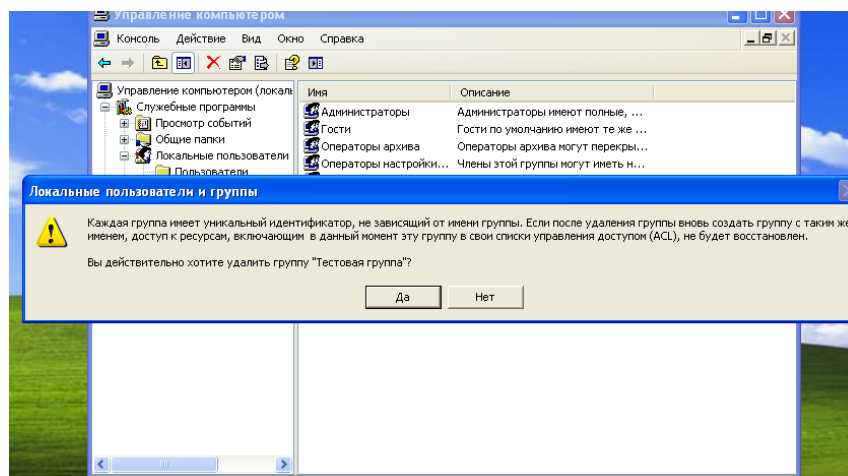 Управление компьютером
Консоль Действие Вид Окно Справка
Управление компьютером (локаль
Служебные программы
Просмотр событий
Общие папки
Локальные пользователи
Пользователи
Имя Описание
Администраторы Администраторы имеют полные, ...
Гости Гости по умолчанию имеют те же ...
Операторы архива Операторы архива могут перекры...
Операторы настройки... Члены этой группы могут иметь н...
Локальные пользователи и группы
Каждая группа имеет уникальный идентификатор, не зависящий от имени группы. Если после удаления группы вновь создать группу с таким же
именем, доступ к ресурсам, включающим в данный момент эту группу в свои списки управления доступом (ACL), не будет восстановлен.
Вы действительно хотите удалить группу "Тестовая группа"?
Да Нет